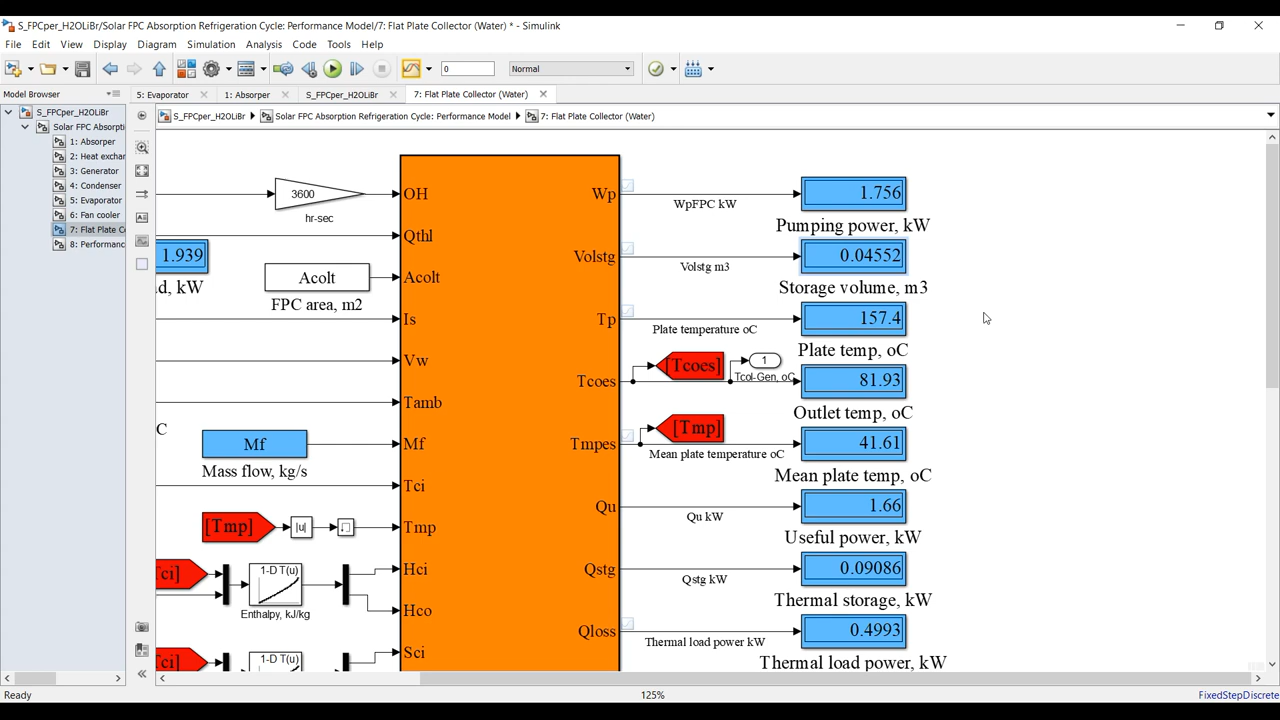 S_FPCper_H2OLiBr/Solar FPC Absorption Refrigeration Cycle: Performance Model/7: Flat Plate Collector (Water) * - Simulink
File Edit View Display Diagram Simulation Analysis Code Tools Help
0 Normal
Model Browser
5: Evaporator 1: Absorper S_FPCper_H2OLiBr 7: Flat Plate Collector (Water)
S_FPCper_H2OLiBr Solar FPC Absorption Refrigeration Cycle: Performance Model 7: Flat Plate Collector (Water)
S_FPCper_H2OLiBr
Solar FPC Absorpti
1: Absorper
2: Heat exchan
3: Generator
4: Condenser
5: Evaporator
6: Fan cooler
7: Flat Plate C
8: Performanc
3600
hr-sec
1.939
d, kW
Acolt
FPC area, m2
C
Mf
Mass flow, kg/s
[Tmp]
|u|
ci]
1-D T(u)
Enthalpy, kJ/kg
ci]
1-D T(u)
OH
Qthl
Acolt
Is
Vw
Tamb
Mf
Tci
Tmp
Hci
Hco
Sci
Wp
Volstg
Tp
Tcoes
Tmpes
Qu
Qstg
Qloss
WpFPC kW
Volstg m3
Plate temperature oC
[Tcoes]
1
Tcol-Gen, oC
[Tmp]
Mean plate temperature oC
Qu kW
Qstg kW
Thermal load power kW
1.756
Pumping power, kW
0.04552
Storage volume, m3
157.4
Plate temp, oC
81.93
Outlet temp, oC
41.61
Mean plate temp, oC
1.66
Useful power, kW
0.09086
Thermal storage, kW
0.4993
Thermal load power, kW
Ready 125% FixedStepDiscrete